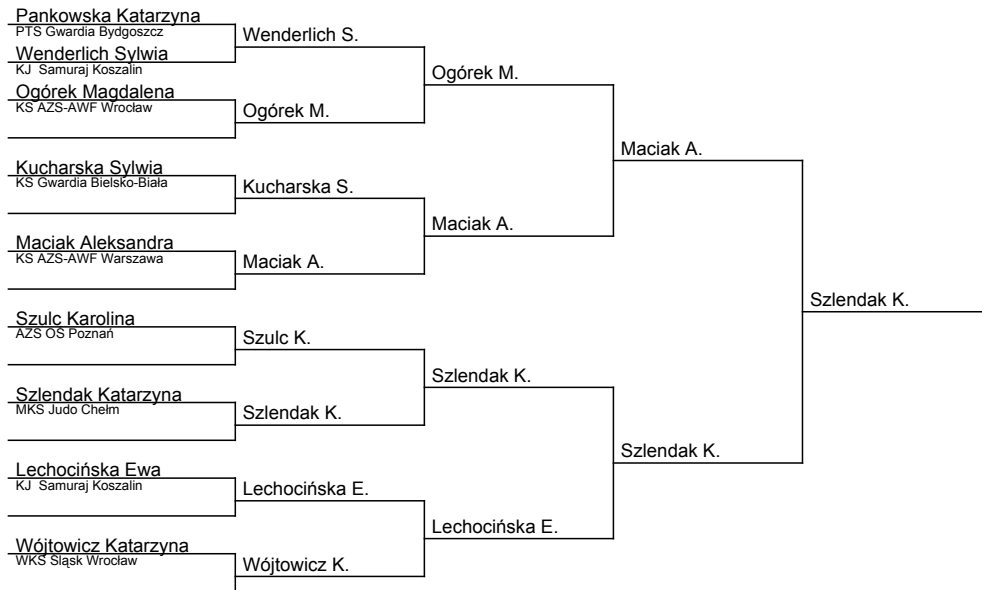 Pankowska Katarzyna
PTS Gwardia Bydgoszcz
Wenderlich Sylwia
KJ Samuraj Koszalin
Ogórek Magdalena
KS AZS-AWF Wrocław
Kucharska Sylwia
KS Gwardia Bielsko-Biała
Maciak Aleksandra
KS AZS-AWF Warszawa
Szulc Karolina
AZS OŚ Poznań
Szlendak Katarzyna
MKS Judo Chełm
Lechocińska Ewa
KJ Samuraj Koszalin
Wójtowicz Katarzyna
WKS Śląsk Wrocław
Wenderlich S.
Ogórek M.
Kucharska S.
Maciak A.
Szulc K.
Szlendak K.
Lechocińska E.
Wójtowicz K.
Ogórek M.
Maciak A.
Szlendak K.
Lechocińska E.
Maciak A.
Szlendak K.
Szlendak K.